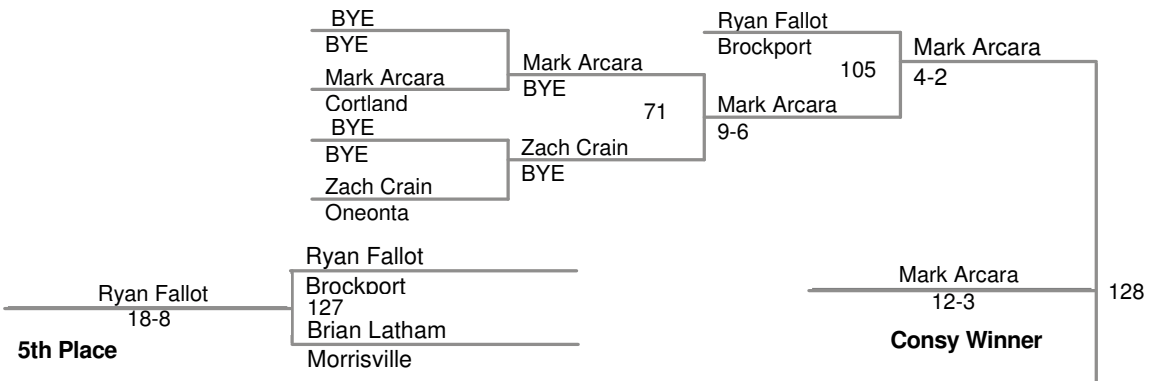 BYE
BYE
Mark Arcara
Cortland
BYE
BYE
Zach Crain
Oneonta
Mark Arcara
BYE
71
Zach Crain
BYE
Ryan Fallot
Brockport
105
Mark Arcara
9-6
Mark Arcara
4-2
Ryan Fallot
Brockport
127
Brian Latham
Morrisville
Ryan Fallot
18-8
5th Place
Mark Arcara
12-3
128
Consy Winner